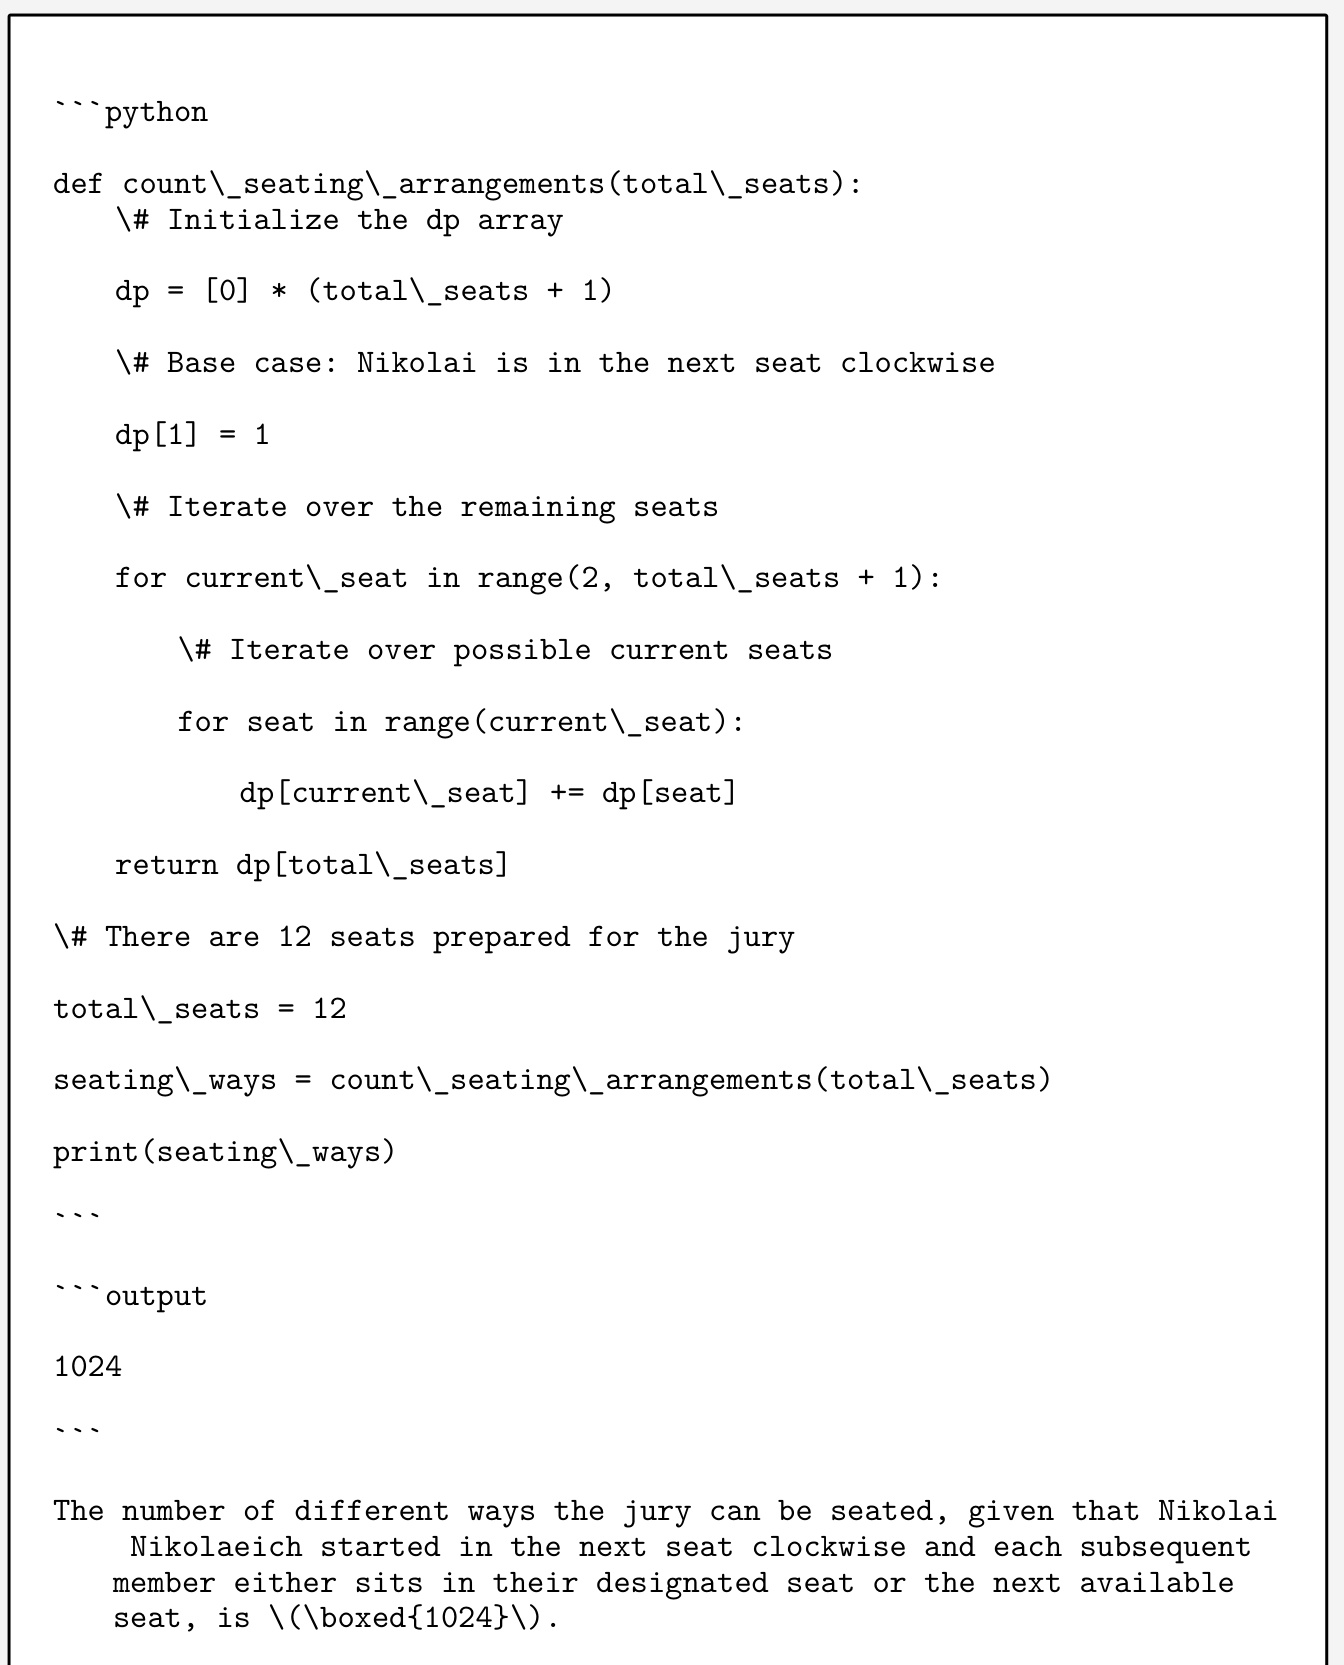 ```python
def count\_seating\_arrangements(total\_seats):
\# Initialize the dp array
dp = [0] * (total\_seats + 1)
\# Base case: Nikolai is in the next seat clockwise
dp[1] = 1
\# Iterate over the remaining seats
for current\_seat in range(2, total\_seats + 1):
\# Iterate over possible current seats
for seat in range(current\_seat):
dp[current\_seat] += dp[seat]
return dp[total\_seats]
\# There are 12 seats prepared for the jury
total\_seats = 12
seating\_ways = count\_seating\_arrangements(total\_seats)
print(seating\_ways)
```
```output
1024
```
The number of different ways the jury can be seated, given that Nikolai
Nikolaeich started in the next seat clockwise and each subsequent
member either sits in their designated seat or the next available
seat, is \(\boxed{1024}\).